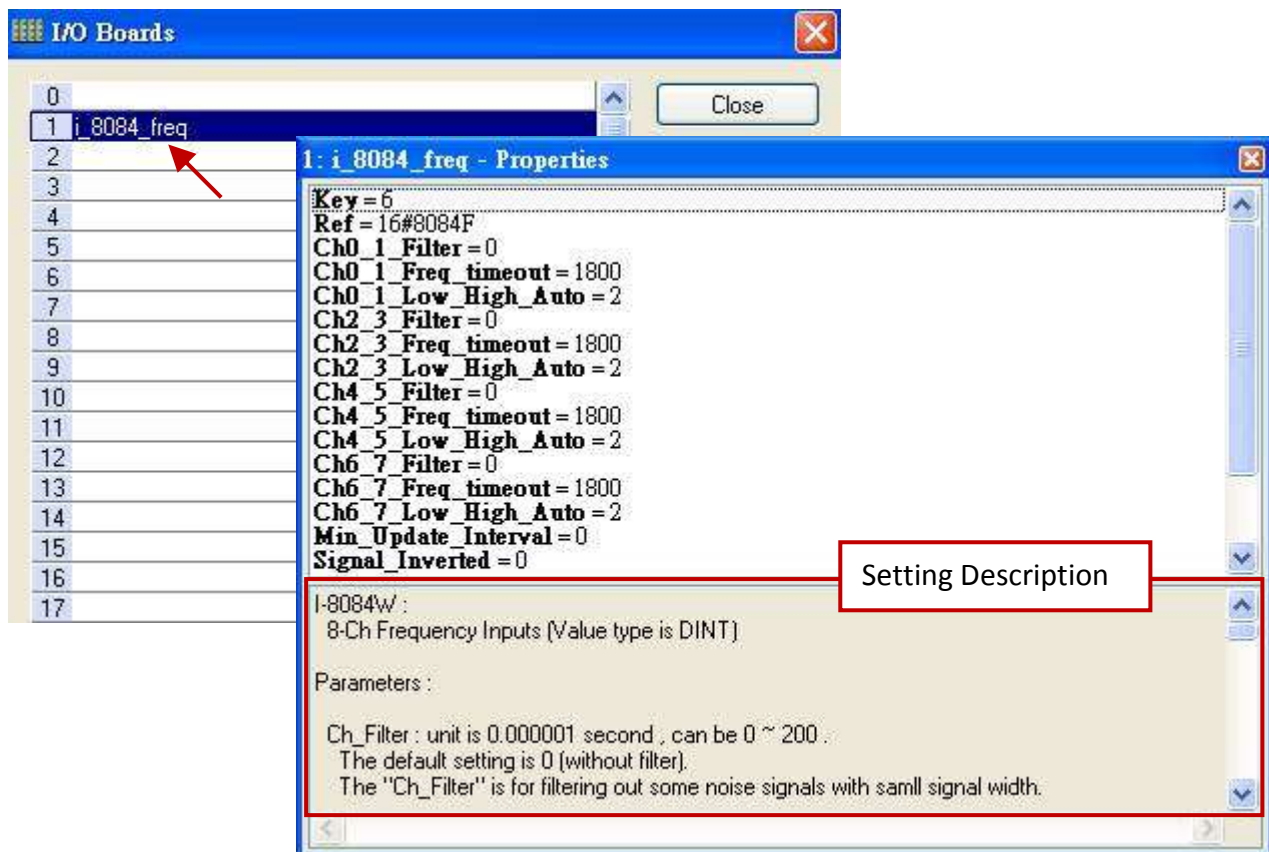 I/O Boards
Close
0
1 i_8084_freq
2
3
4
5
6
7
8
9
10
11
12
13
14
15
16
17
1: i_8084_freq - Properties
Key = 6
Ref = 16#8084F
Ch0_1_Filter = 0
Ch0_1_Freq_timeout = 1800
Ch0_1_Low_High_Auto = 2
Ch2_3_Filter = 0
Ch2_3_Freq_timeout = 1800
Ch2_3_Low_High_Auto = 2
Ch4_5_Filter = 0
Ch4_5_Freq_timeout = 1800
Ch4_5_Low_High_Auto = 2
Ch6_7_Filter = 0
Ch6_7_Freq_timeout = 1800
Ch6_7_Low_High_Auto = 2
Min_Update_Interval = 0
Signal_Inverted = 0
Setting Description
I-8084W :
8-Ch Frequency Inputs (Value type is DINT)
Parameters :
Ch_Filter : unit is 0.000001 second , can be 0 ~ 200 .
The default setting is 0 (without filter).
The "Ch_Filter" is for filtering out some noise signals with samll signal width.